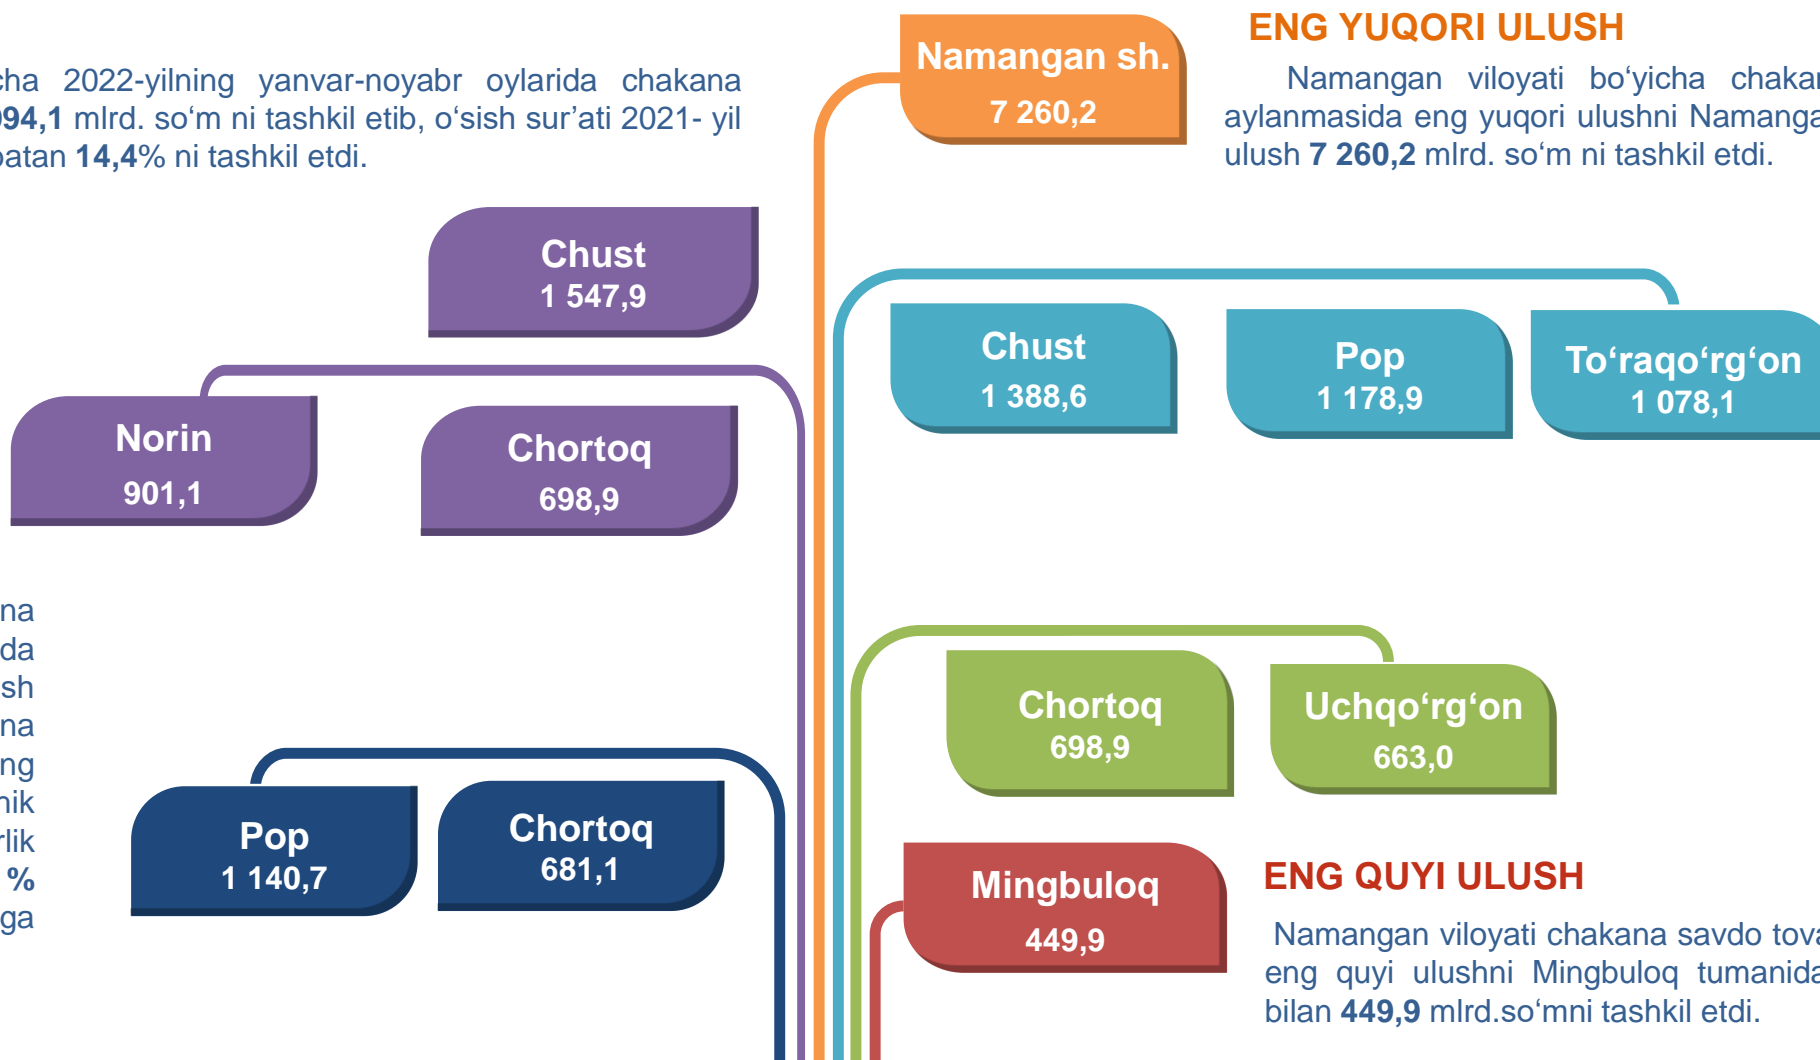 ENG YUQORI ULUSH
Namangan sh.
7 260,2
Namangan viloyati bo‘yicha chakan
aylanmasida eng yuqori ulushni Namanga
ulush 7 260,2 mlrd. so‘m ni tashkil etdi.
cha 2022-yilning yanvar-noyabr oylarida chakana
094,1 mlrd. so‘m ni tashkil etib, o‘sish sur’ati 2021- yil
batan 14,4% ni tashkil etdi.
Chust
1 547,9
Norin
901,1
Chortoq
698,9
Chust
1 388,6
Pop
1 178,9
To‘raqo‘rg‘on
1 078,1
na
da
sh
na
ng
nik
rlik
%
ga
Pop
1 140,7
Chortoq
681,1
Chortoq
698,9
Uchqo‘rg‘on
663,0
Mingbuloq
449,9
ENG QUYI ULUSH
Namangan viloyati chakana savdo tova
eng quyi ulushni Mingbuloq tumanida
bilan 449,9 mlrd.so‘mni tashkil etdi.